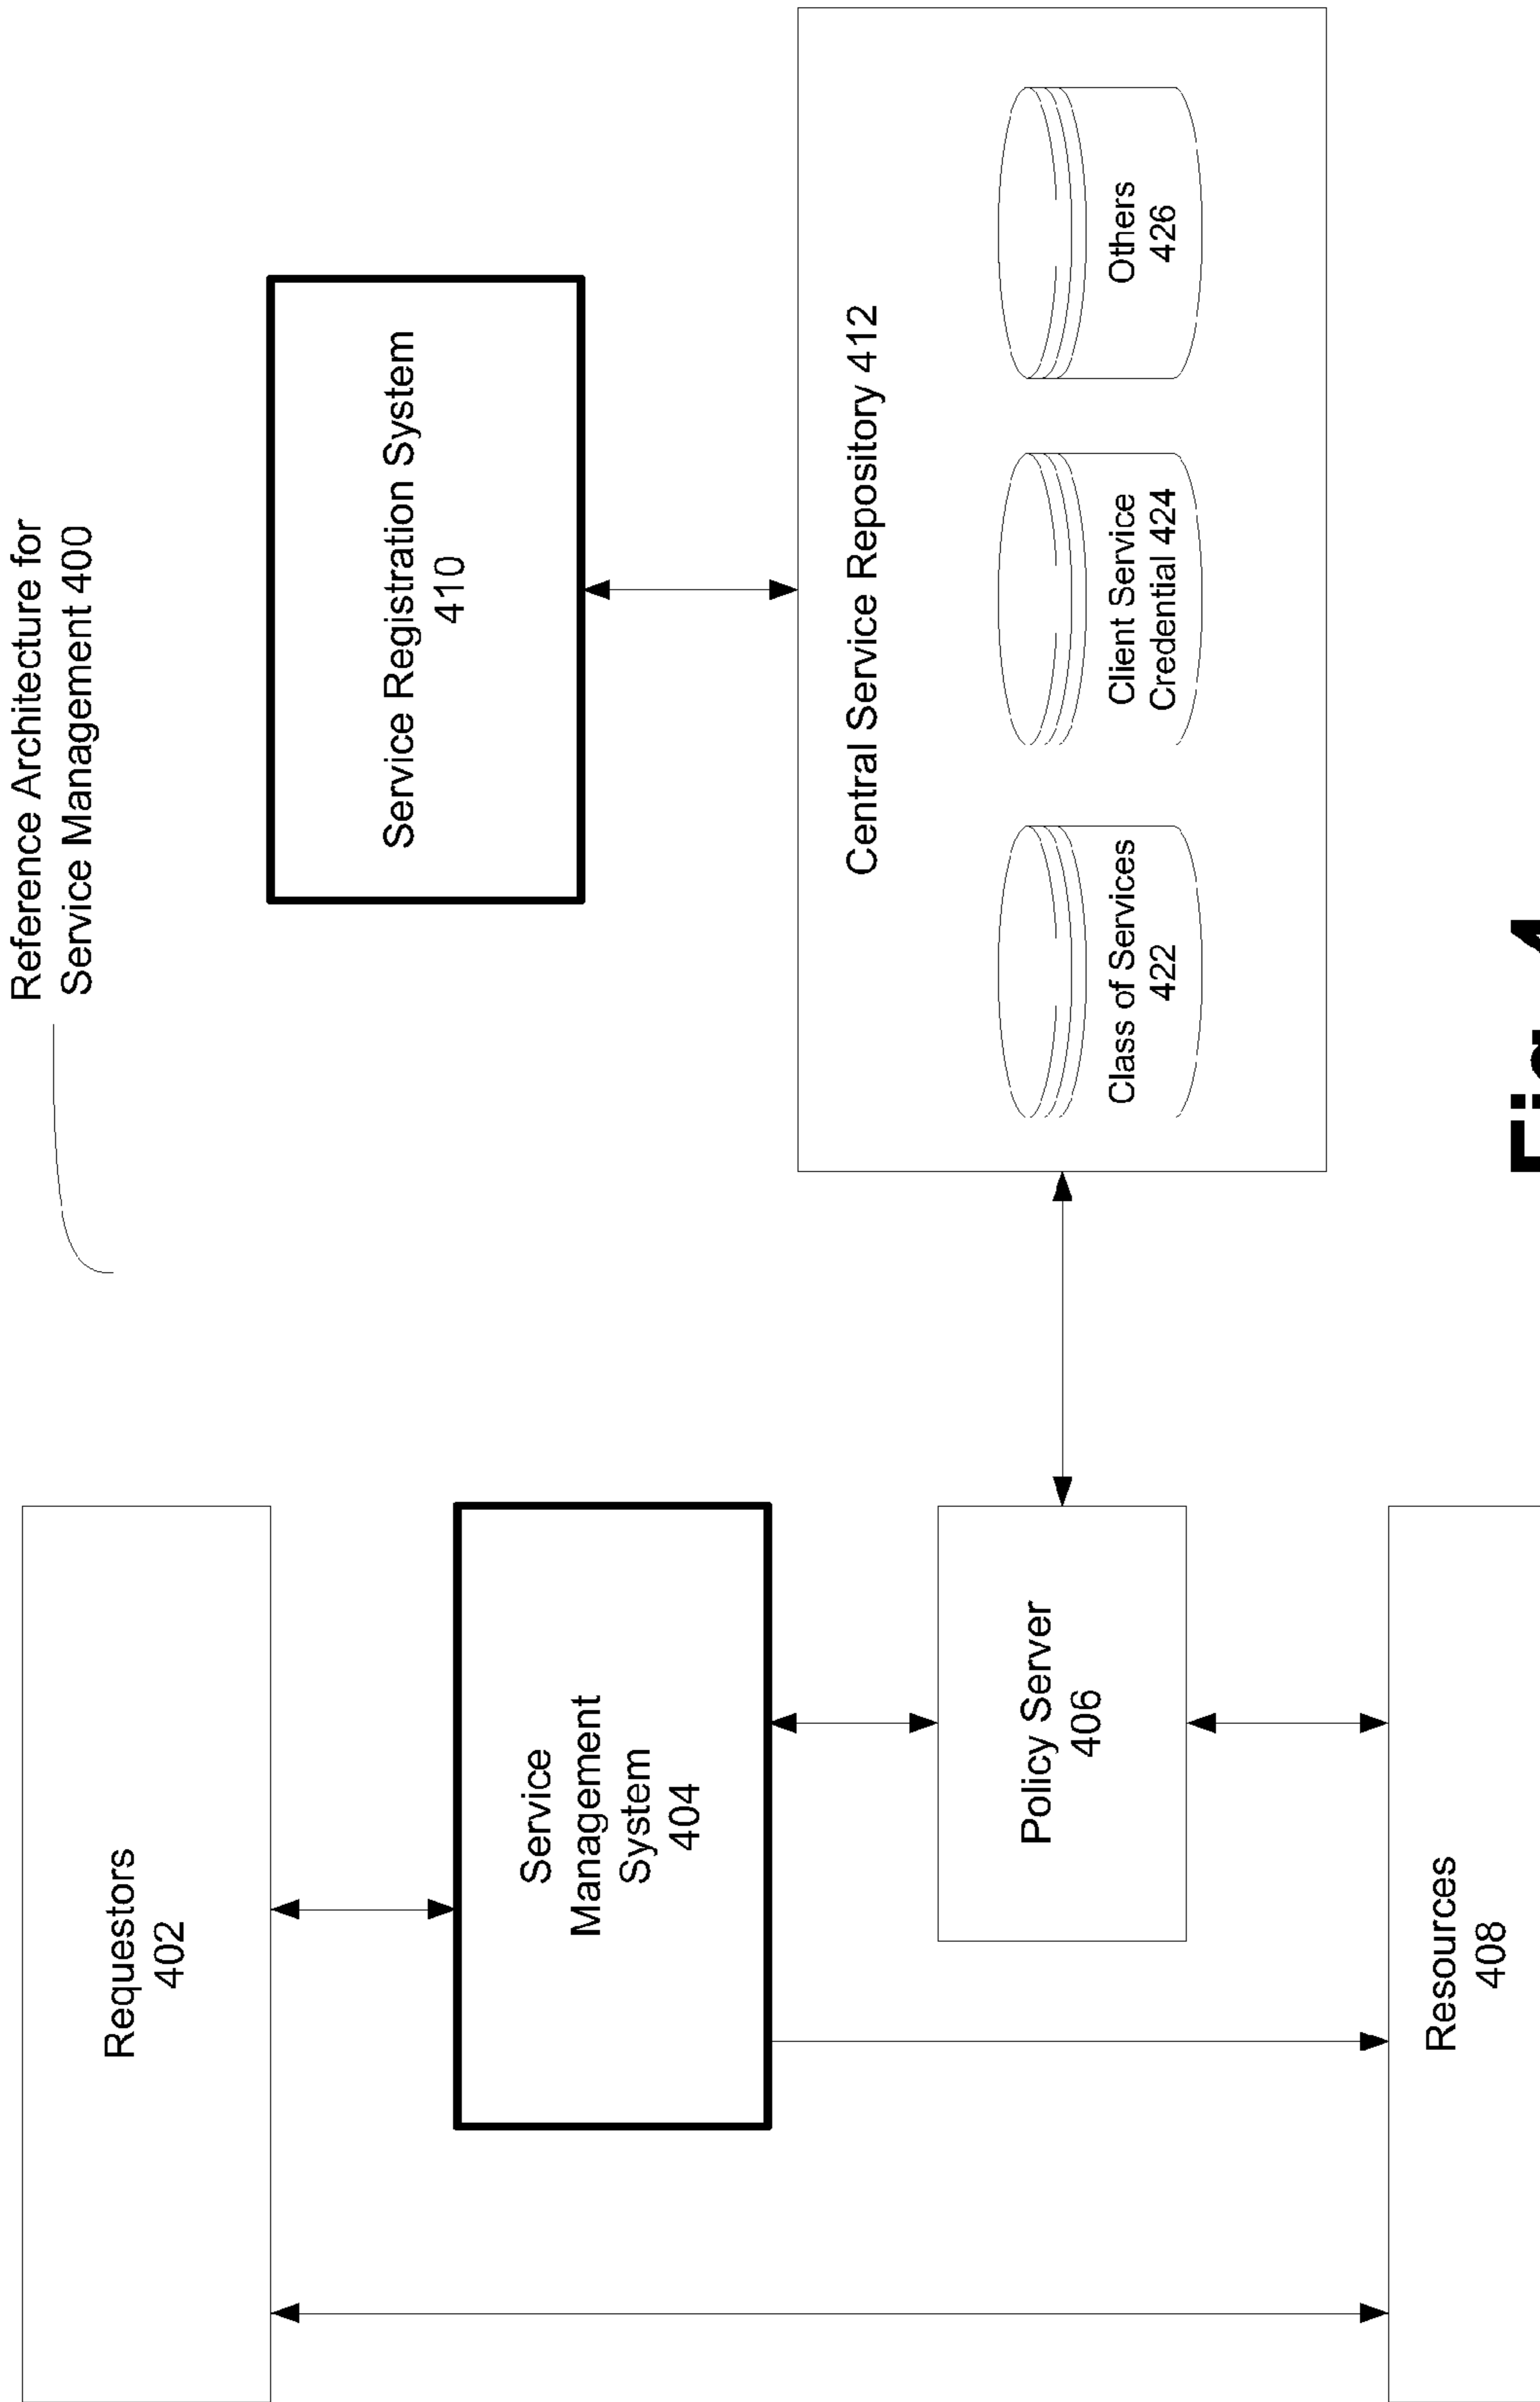 Reference Architecture for
Service Management 400
Requestors
402
Service
Management
System
404
Policy Server
406
Resources
408
Service Registration System
410
Central Service Repository 412
Class of Services
422
Client Service
Credential 424
Others
426